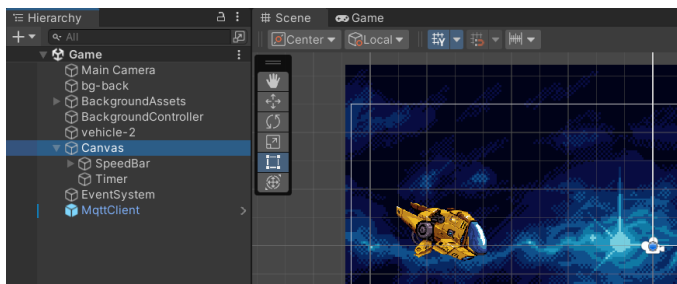 Hierarchy
All
Game
Main Camera
bg-back
BackgroundAssets
BackgroundController
vehicle-2
Canvas
SpeedBar
Timer
EventSystem
MqttClient
Scene
Game
Center
Local